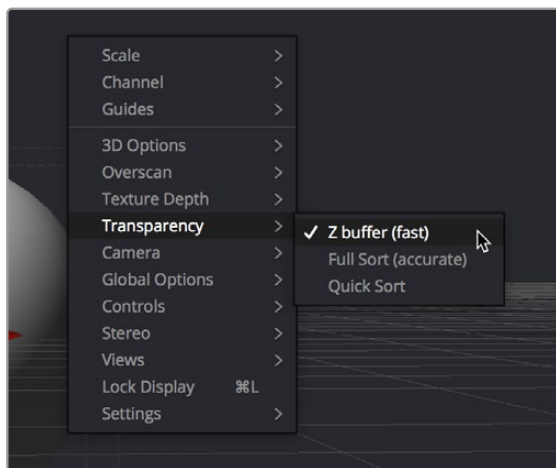 Scale
Channel
Guides
3D Options
Overscan
Texture Depth
Transparency
Camera
Global Options
Controls
Stereo
Views
Lock Display ⌘L
Settings
Z buffer (fast)
Full Sort (accurate)
Quick Sort